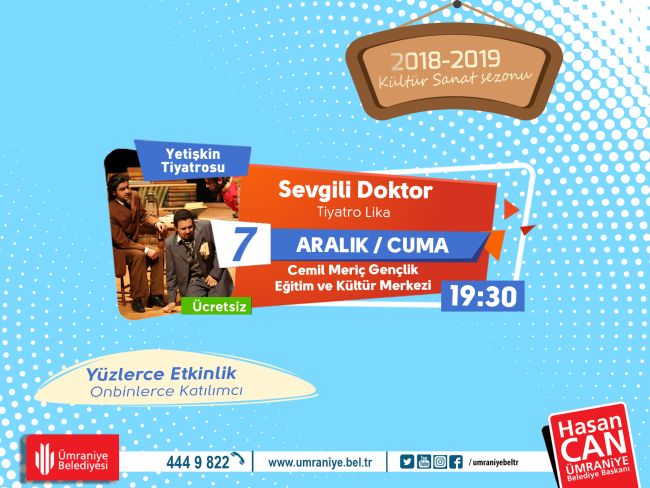 2018-2019
Kültür Sanat sezonu
Yetişkin
Tiyatrosu
Sevgili Doktor
Tiyatro Lika
7
ARALIK / CUMA
Cemil Meriç Gençlik
Eğitim ve Kültür Merkezi
19:30
Ücretsiz
Yüzlerce Etkinlik
Onbinlerce Katılımcı
Hasan
CAN
ÜMRANiYE
Belediye Başkanı
Ümraniye
Belediyesi
444 9 822
www.umraniye.bel.tr
/umraniyebeltr